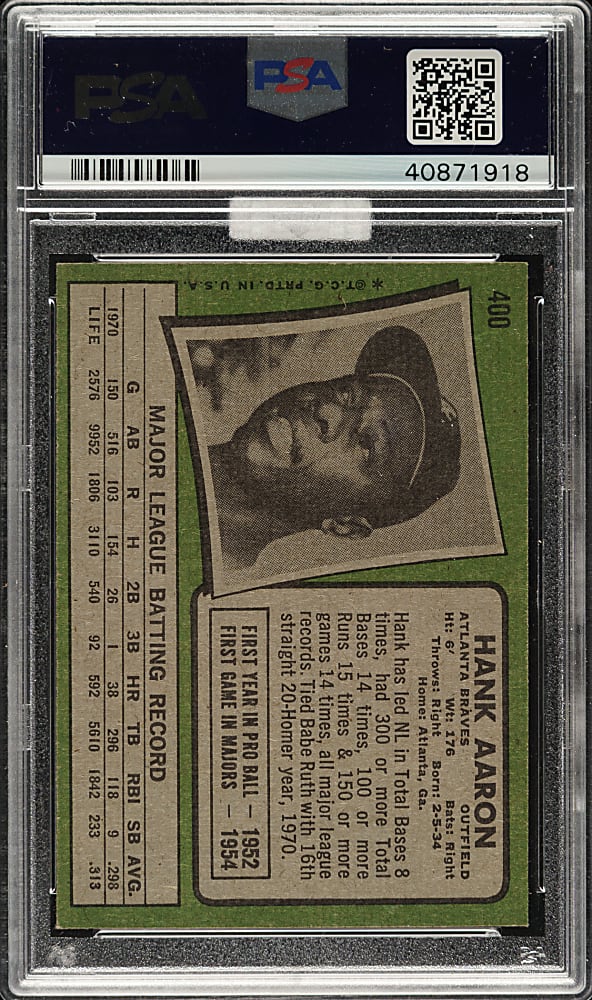 PSA
PSA
40871918
400
* © T.C.G. PRTD. IN U.S.A.
HANK AARON
ATLANTA BRAVES OUTFIELD
Ht: 6' Wt: 176 Bats: Right
Throws: Right Born: 2-5-34
Home: Atlanta, Ga.
Hank has led NL in Total Bases 8
times, had 300 or more Total
Bases 14 times, 100 or more
Runs 15 times & 150 or more
games 14 times, all major league
records. Tied Babe Ruth with 16th
straight 20-Homer year, 1970.
FIRST YEAR IN PRO BALL — 1952
FIRST GAME IN MAJORS — 1954
MAJOR LEAGUE BATTING RECORD
G AB R H 2B 3B HR TB RBI SB AVG.
1970 150 516 103 154 26 1 38 296 118 9 .298
LIFE 2576 9952 1806 3110 540 92 592 5610 1842 233 .313